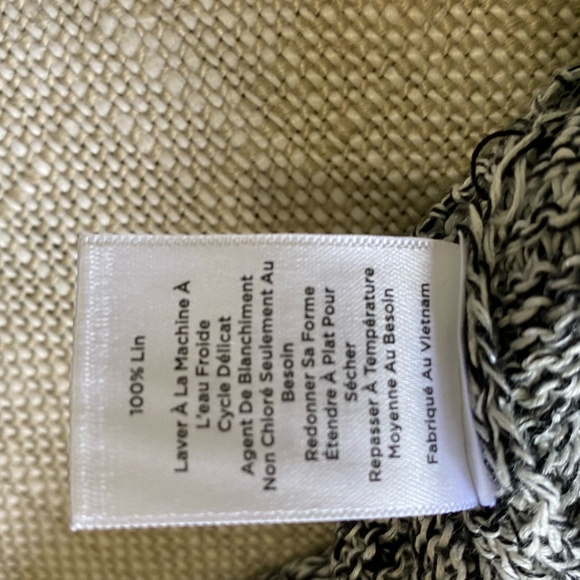 100% Lin
Laver À La Machine À
L'eau Froide
Cycle Délicat
Agent De Blanchiment
Non Chloré Seulement Au
Besoin
Redonner Sa Forme
Étendre À Plat Pour
Sécher
Repasser À Température
Moyenne Au Besoin
Fabriqué Au Vietnam